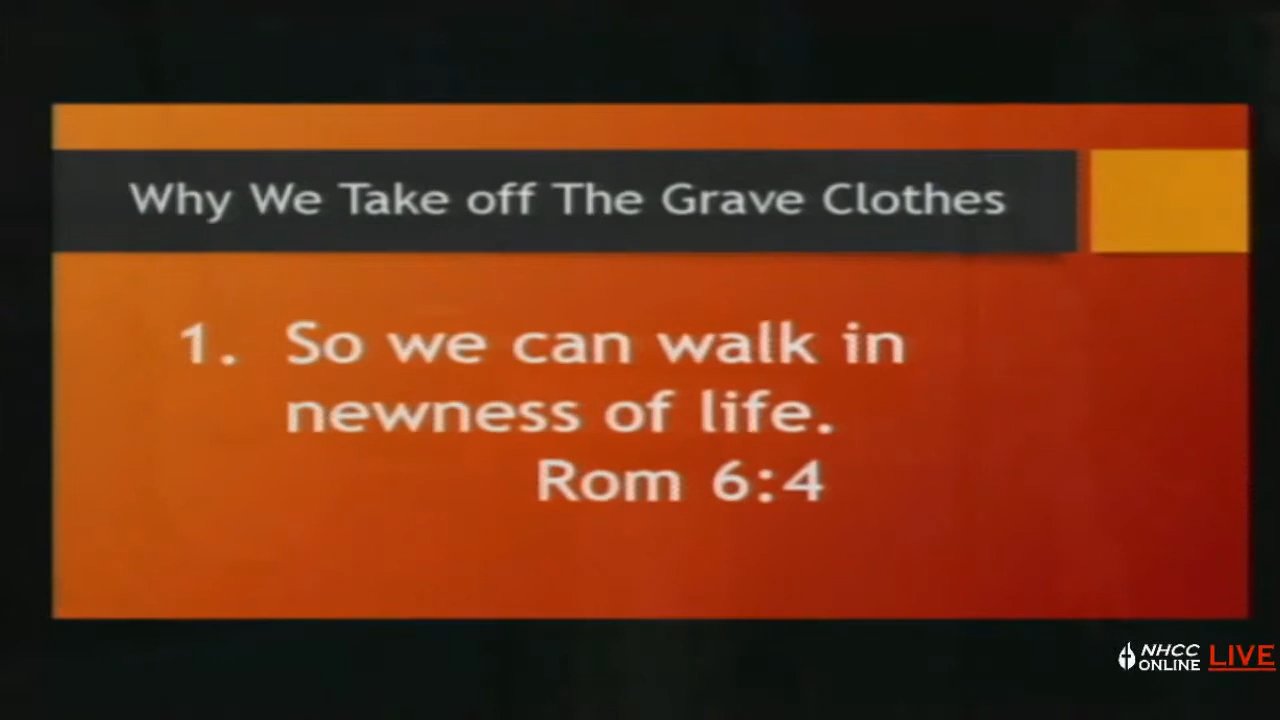 Why We Take off The Grave Clothes
1. So we can walk in
newness of life.
Rom 6:4
NHCC
ONLINE LIVE